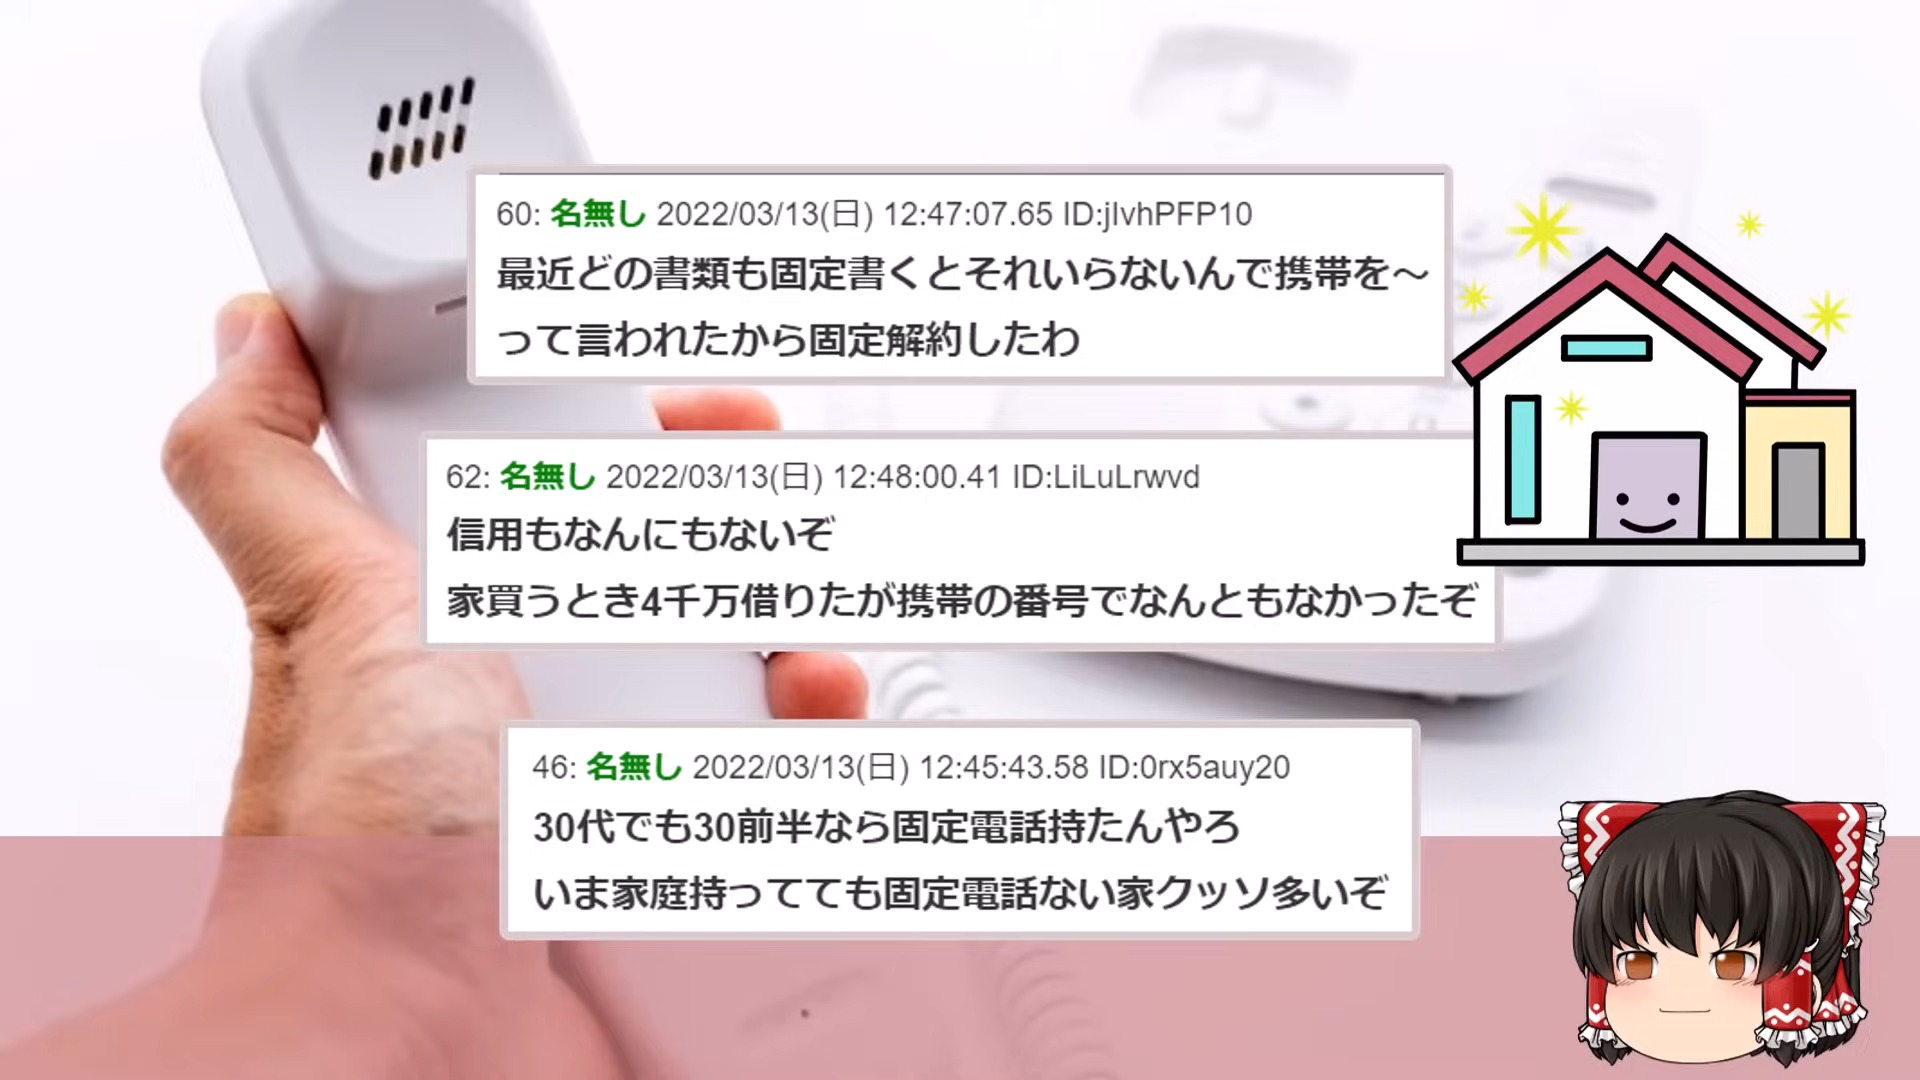 60: 名無し 2022/03/13(日) 12:47:07.65 ID:jIvhPFP10
最近どの書類も固定書くとそれいらないんで携帯を～
って言われたから固定解約したわ
62: 名無し 2022/03/13(日) 12:48:00.41 ID:LiLuLrwvd
信用もなんにもないぞ
家買うとき4千万借りたが携帯の番号でなんともなかったぞ
46: 名無し 2022/03/13(日) 12:45:43.58 ID:0rx5auy20
30代でも30前半なら固定電話持たんやろ
いま家庭持ってても固定電話ない家クッソ多いぞ